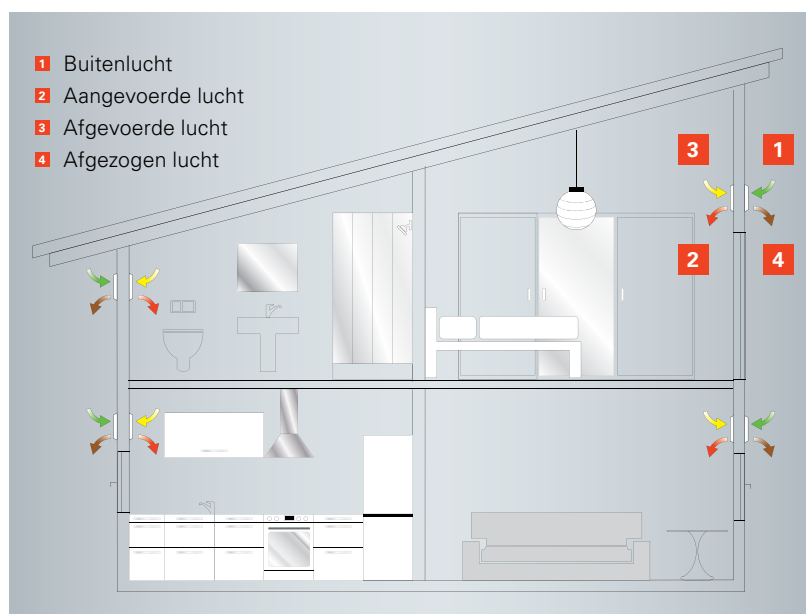 1 Buitenlucht
2 Aangevoerde lucht
3 Afgevoerde lucht
4 Afgezogen lucht
3 1
2 4